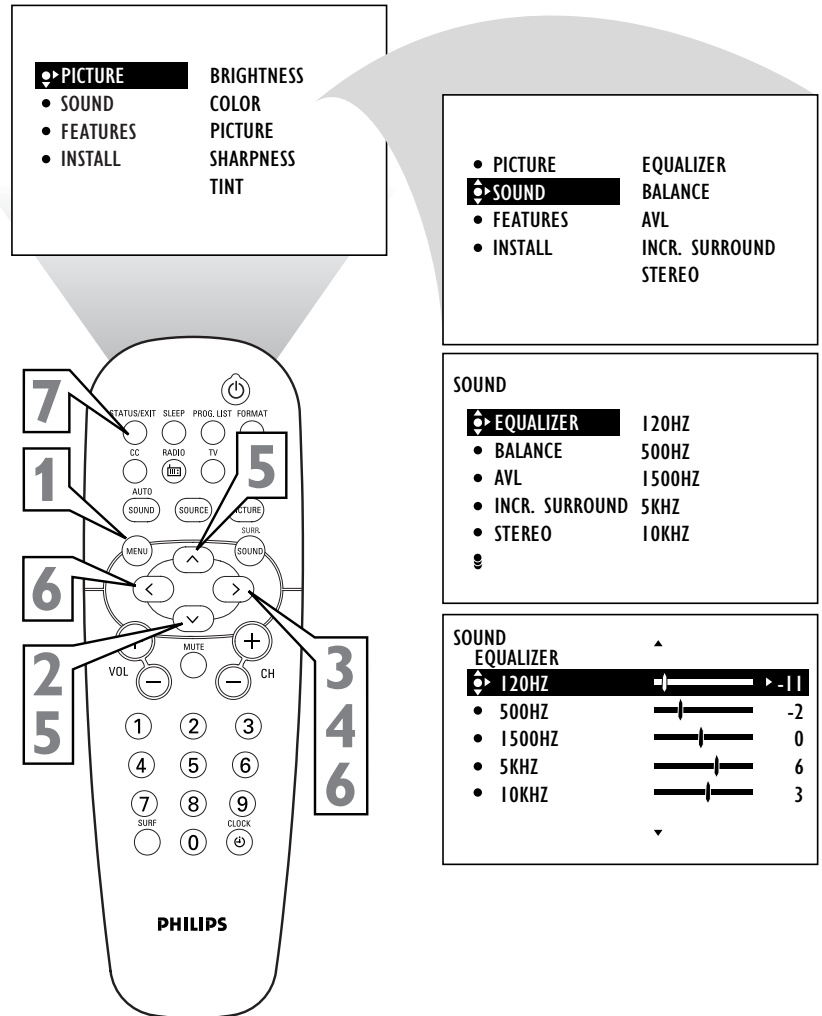 PICTURE BRIGHTNESS
• SOUND COLOR
• FEATURES PICTURE
• INSTALL SHARPNESS
TINT
• PICTURE EQUALIZER
SOUND BALANCE
• FEATURES AVL
• INSTALL INCR. SURROUND
STEREO
SOUND
EQUALIZER 120HZ
• BALANCE 500HZ
• AVL 1500HZ
• INCR. SURROUND 5KHZ
• STEREO 10KHZ
SOUND
EQUALIZER
120HZ -11
• 500HZ -2
• 1500HZ 0
• 5KHZ 6
• 10KHZ 3
7
STATUS/EXIT SLEEP PROG. LIST FORMAT
CC RADIO TV
5
1
AUTO
SOUND SOURCE
SURR.
MENU SOUND
6
2
5
3
4
6
VOL MUTE CH
1 2 3
4 5 6
7 8 9
SURF 0 CLOCK
PHILIPS